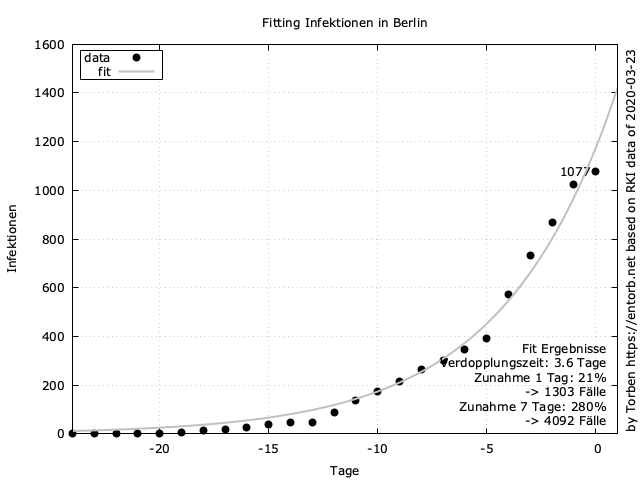 Fitting Infektionen in Berlin
1600
1400
1200
1000
800
600
400
200
0
-20
-15
-10
-5
0
Infektionen
Tage
data
fit
1077
Fit Ergebnisse
Verdopplungszeit: 3.6 Tage
Zunahme 1 Tag: 21%
-> 1303 Fälle
Zunahme 7 Tage: 280%
-> 4092 Fälle
by Torben https://entorb.net based on RKI data of 2020-03-23